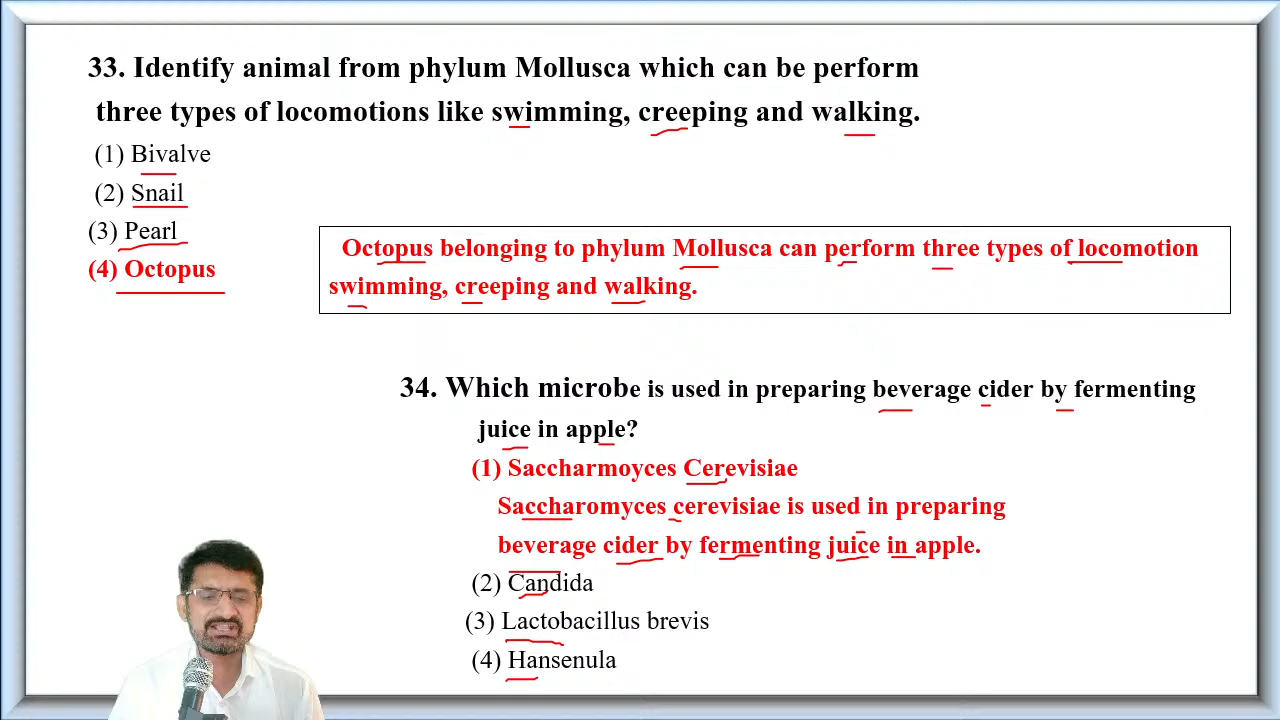 33. Identify animal from phylum Mollusca which can be perform
three types of locomotions like swimming, creeping and walking.
(1) Bivalve
(2) Snail
(3) Pearl
(4) Octopus
Octopus belonging to phylum Mollusca can perform three types of locomotion
swimming, creeping and walking.
34. Which microbe is used in preparing beverage cider by fermenting
juice in apple?
(1) Saccharmoyces Cerevisiae
Saccharomyces cerevisiae is used in preparing
beverage cider by fermenting juice in apple.
(2) Candida
(3) Lactobacillus brevis
(4) Hansenula